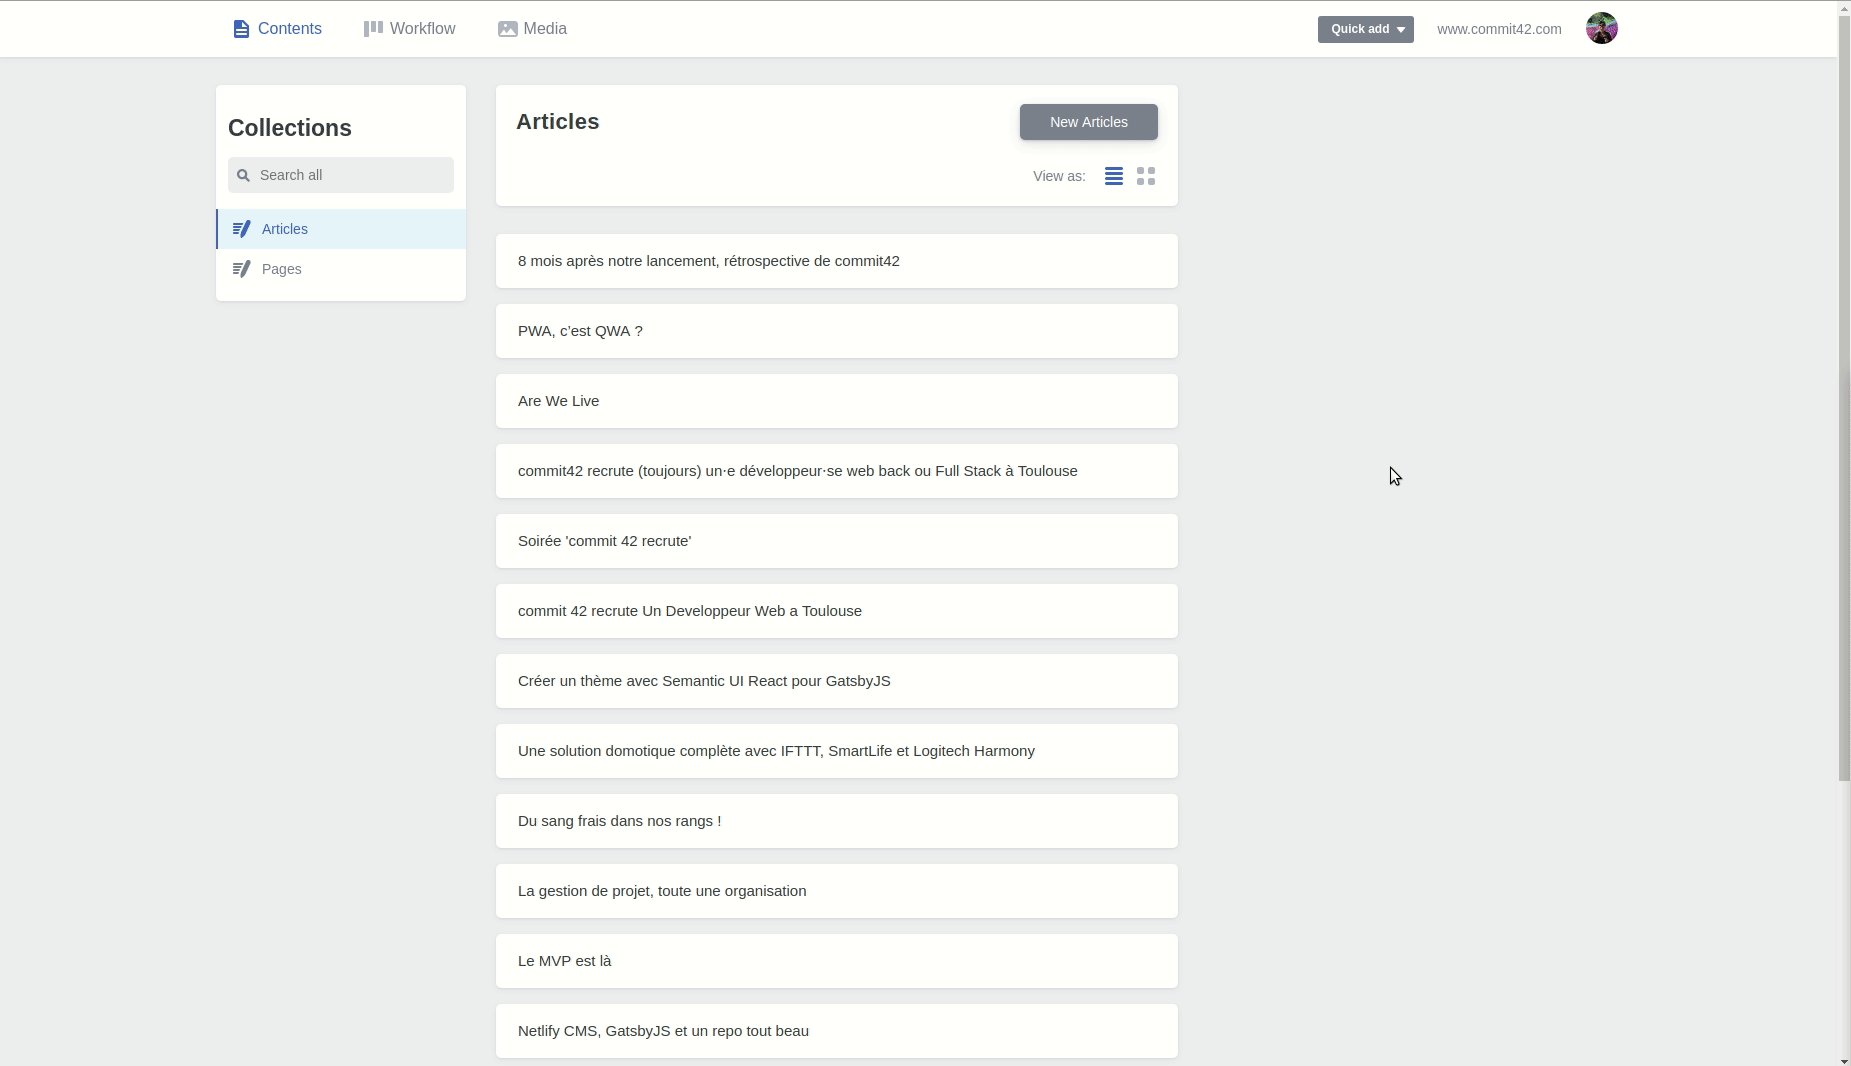 Contents
Workflow
Media
Quick add
www.commit42.com
Collections
Search all
Articles
Pages
Articles
New Articles
View as:
8 mois après notre lancement, rétrospective de commit42
PWA, c’est QWA ?
Are We Live
commit42 recrute (toujours) un·e développeur·se web back ou Full Stack à Toulouse
Soirée 'commit 42 recrute'
commit 42 recrute Un Developpeur Web a Toulouse
Créer un thème avec Semantic UI React pour GatsbyJS
Une solution domotique complète avec IFTTT, SmartLife et Logitech Harmony
Du sang frais dans nos rangs !
La gestion de projet, toute une organisation
Le MVP est là
Netlify CMS, GatsbyJS et un repo tout beau